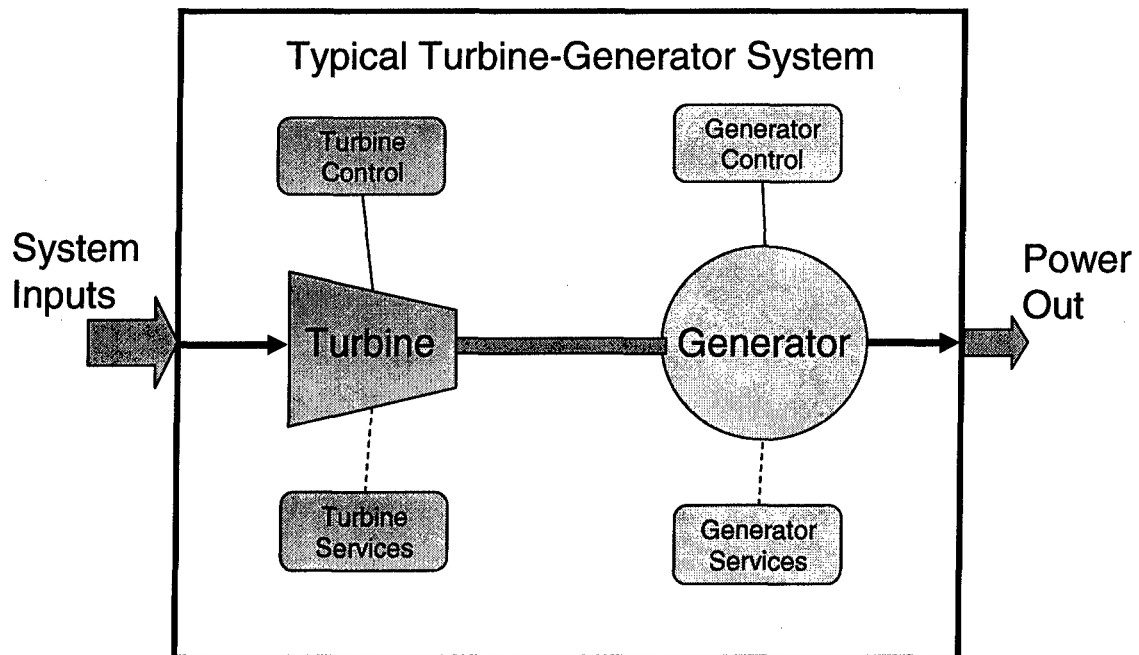 Typical Turbine-Generator System
Turbine
Control
Generator
Control
System
Inputs
Turbine
Generator
Power
Out
Turbine
Services
Generator
Services